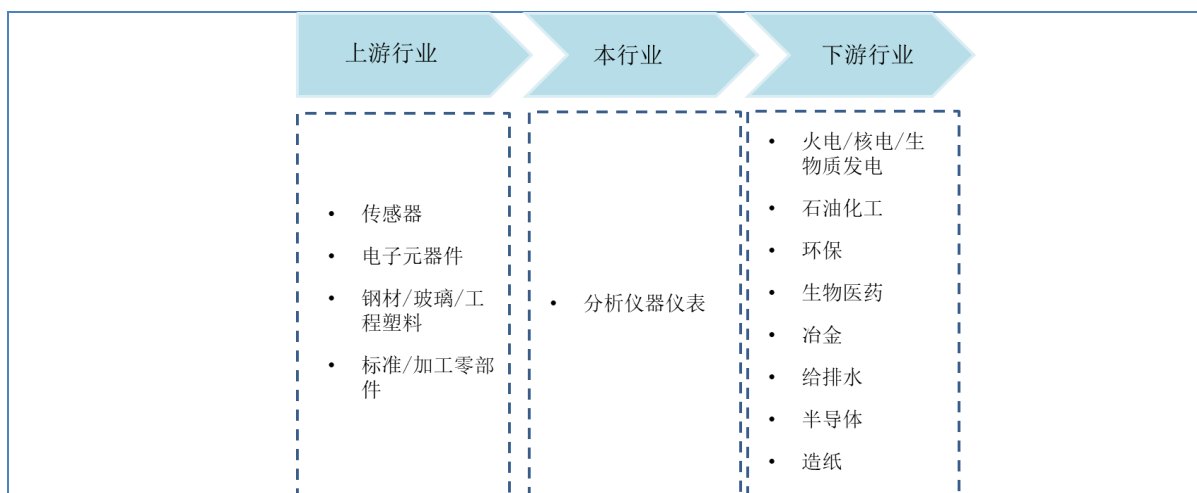 上游行业
本行业
下游行业
• 传感器
• 电子元器件
• 钢材/玻璃/工
程塑料
• 标准/加工零部
件
• 分析仪器仪表
• 火电/核电/生
物质发电
• 石油化工
• 环保
• 生物医药
• 冶金
• 给排水
• 半导体
• 造纸